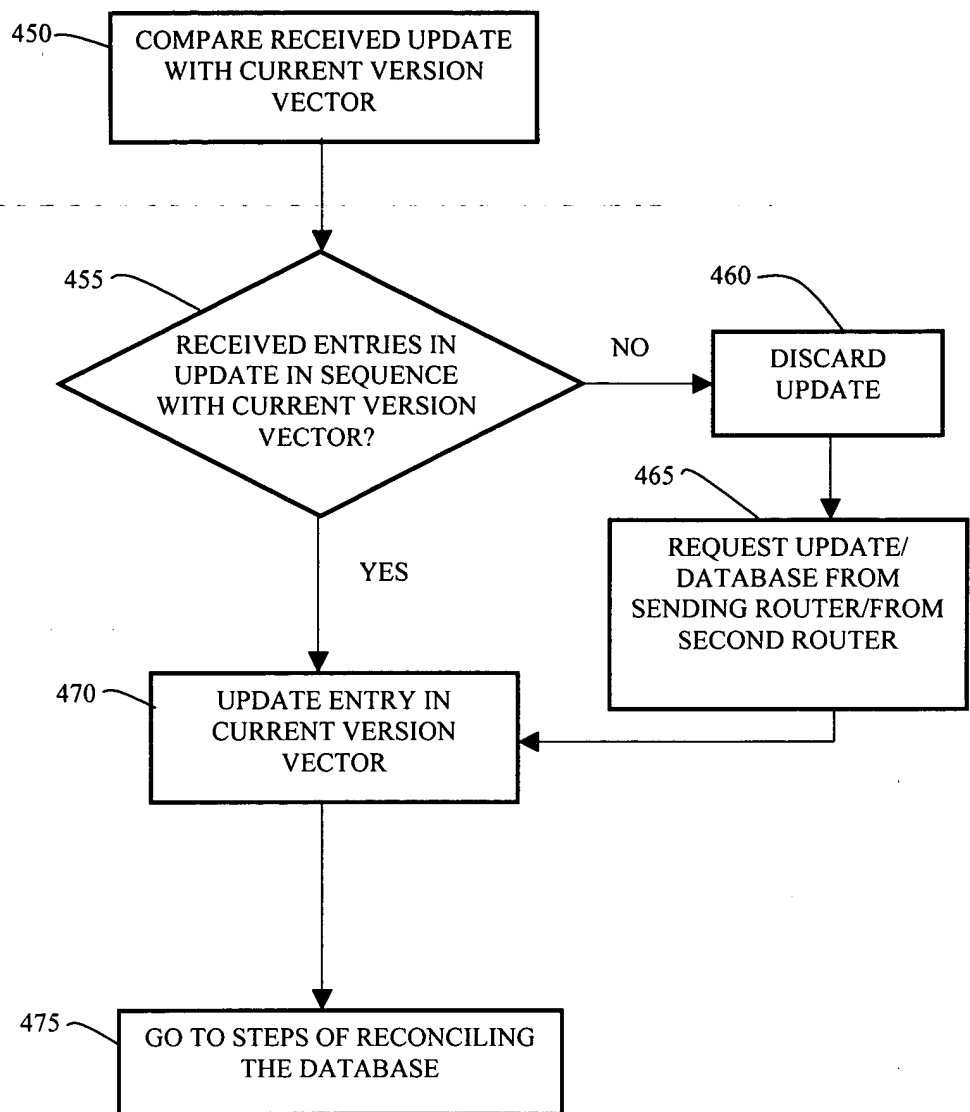 450
COMPARE RECEIVED UPDATE
WITH CURRENT VERSION
VECTOR
455
RECEIVED ENTRIES IN
UPDATE IN SEQUENCE
WITH CURRENT VERSION
VECTOR?
NO
460
DISCARD
UPDATE
465
REQUEST UPDATE/
DATABASE FROM
SENDING ROUTER/FROM
SECOND ROUTER
YES
470
UPDATE ENTRY IN
CURRENT VERSION
VECTOR
475
GO TO STEPS OF RECONCILING
THE DATABASE